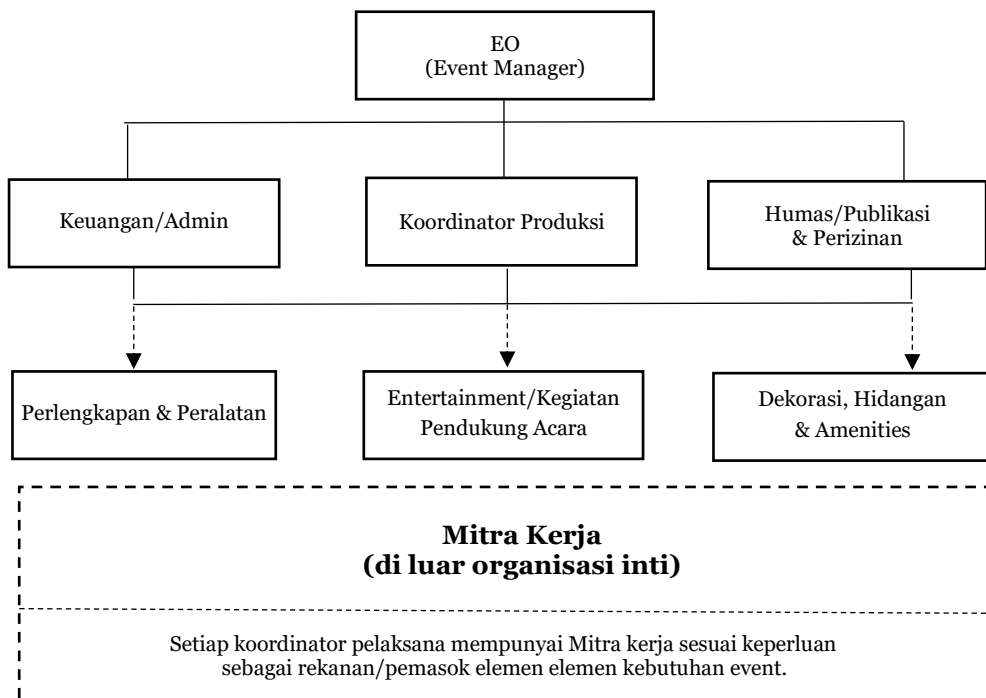 EO
(Event Manager)
Keuangan/Admin
Koordinator Produksi
Humas/Publikasi
& Perizinan
Perlengkapan & Peralatan
Entertainment/Kegiatan
Pendukung Acara
Dekorasi, Hidangan
& Amenities
Mitra Kerja
(di luar organisasi inti)
Setiap koordinator pelaksana mempunyai Mitra kerja sesuai keperluan
sebagai rekanan/pemasok elemen elemen kebutuhan event.